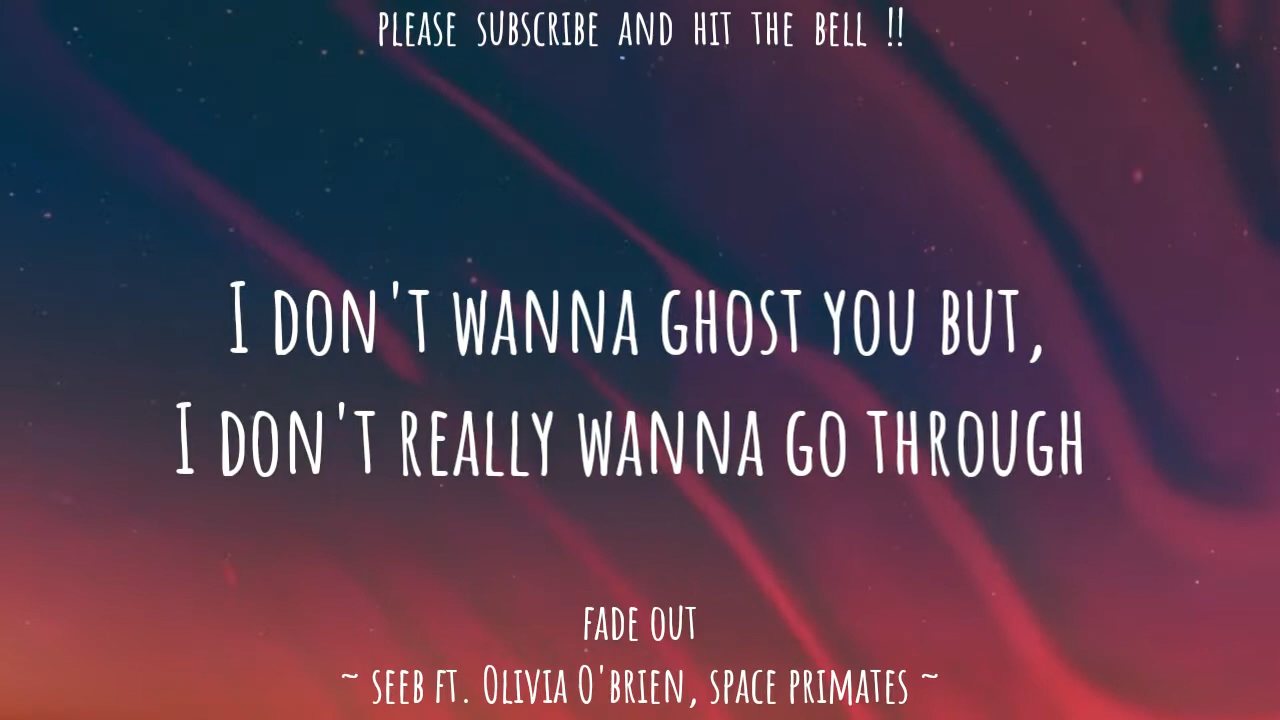 PLEASE SUBSCRIBE AND HIT THE BELL !!
I DON'T WANNA GHOST YOU BUT,
I DON'T REALLY WANNA GO THROUGH
FADE OUT
~ SEEB FT. OLIVIA O'BRIEN, SPACE PRIMATES ~